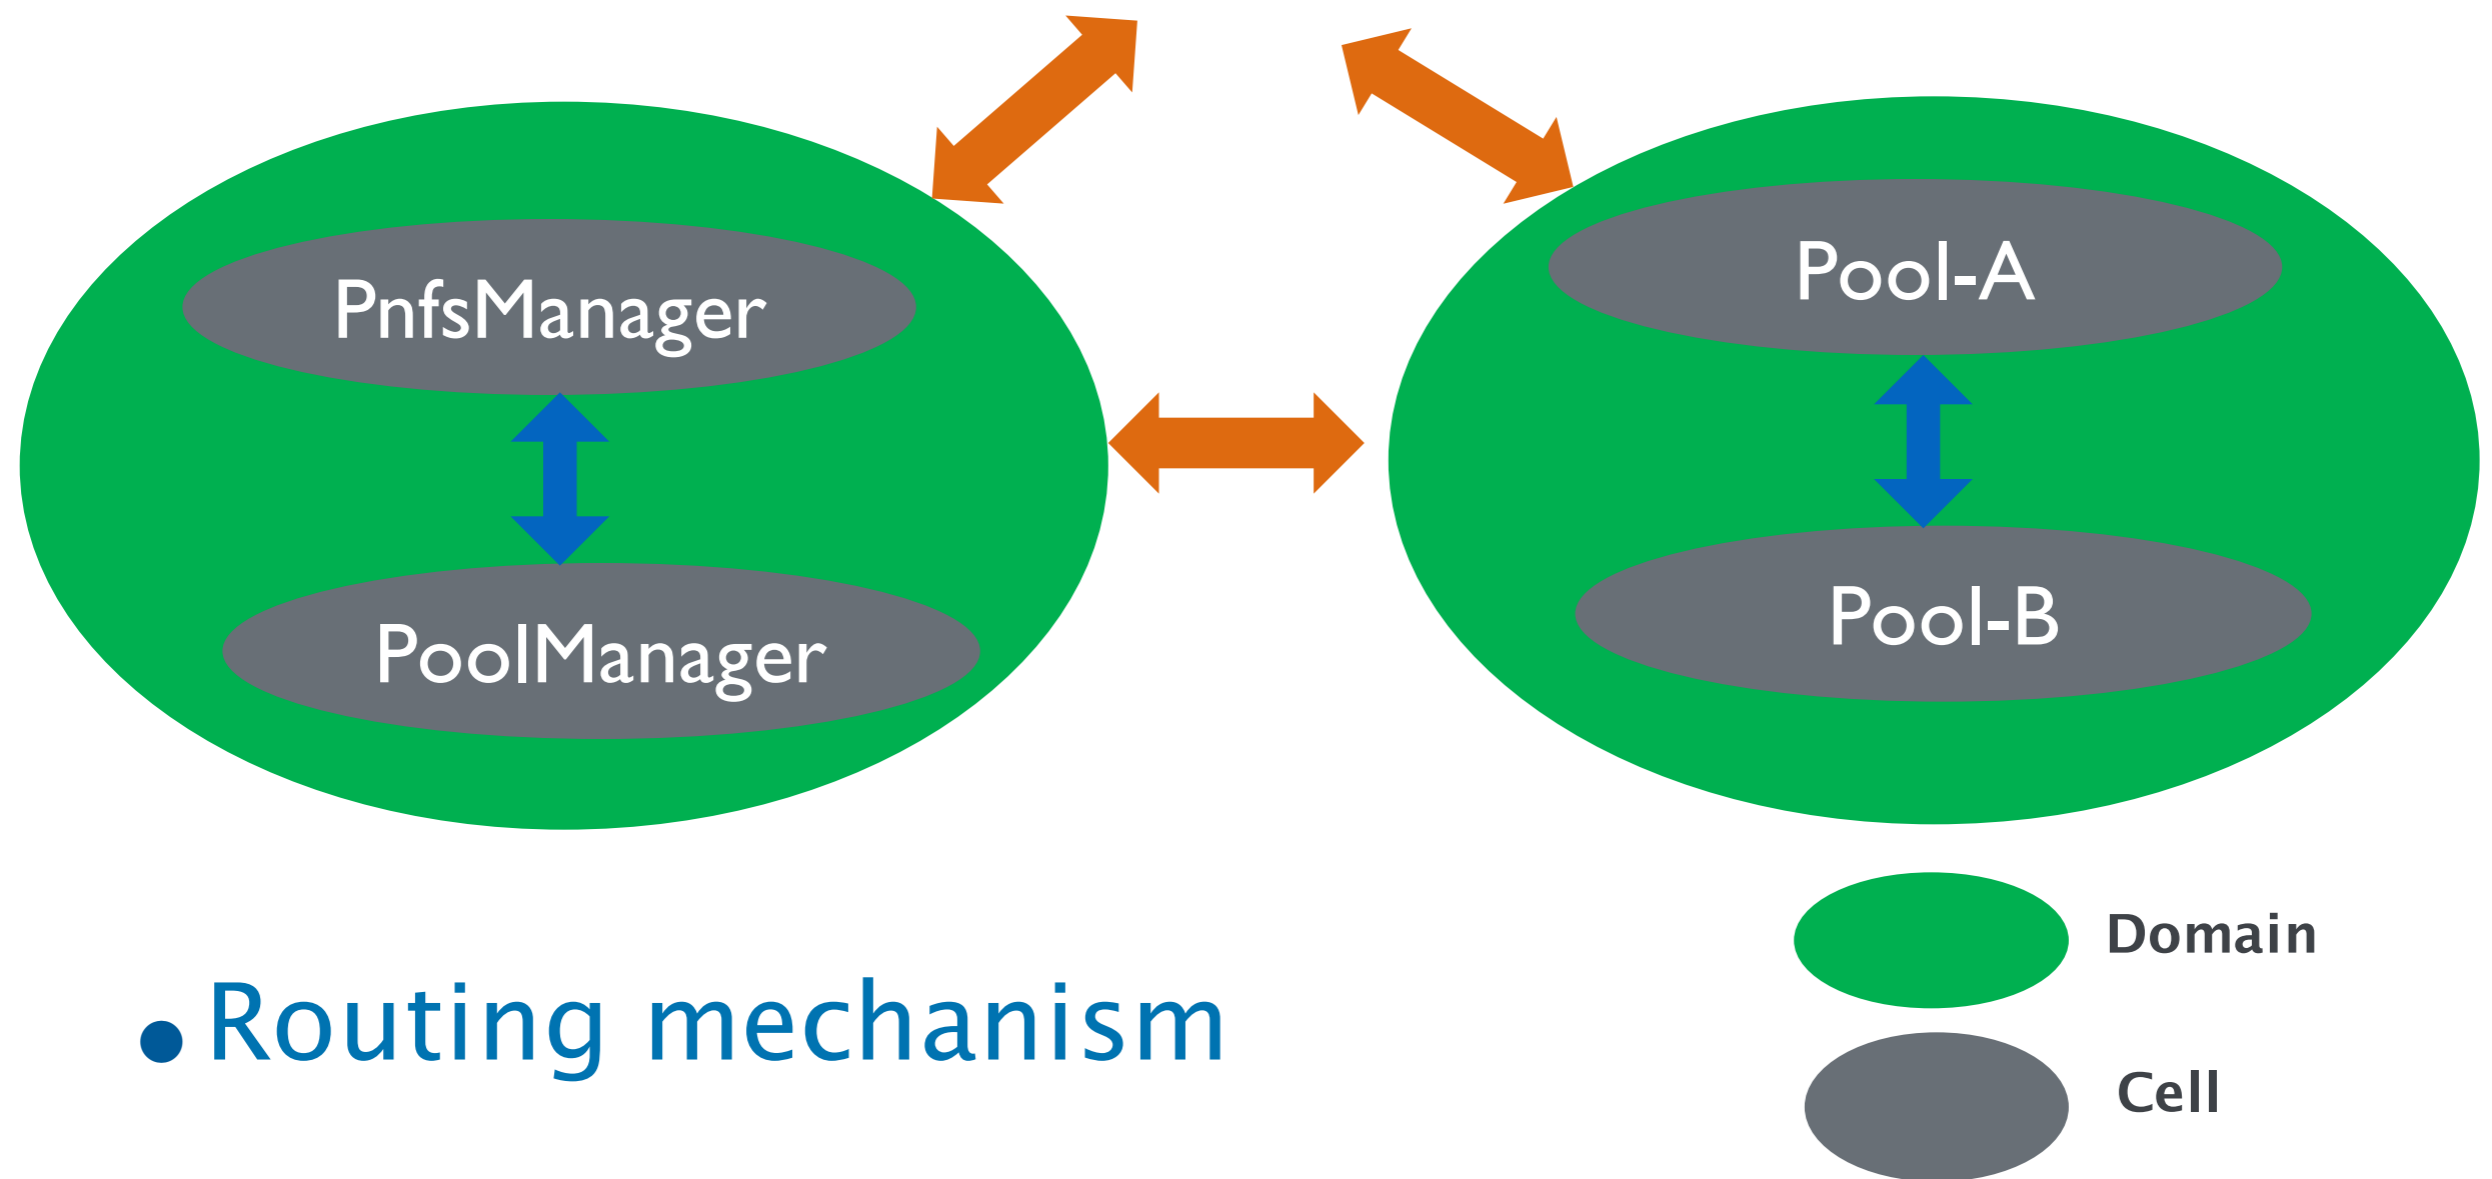 PnfsManager
Pool-A
PoolManager
Pool-B
Domain
• Routing mechanism
Cell